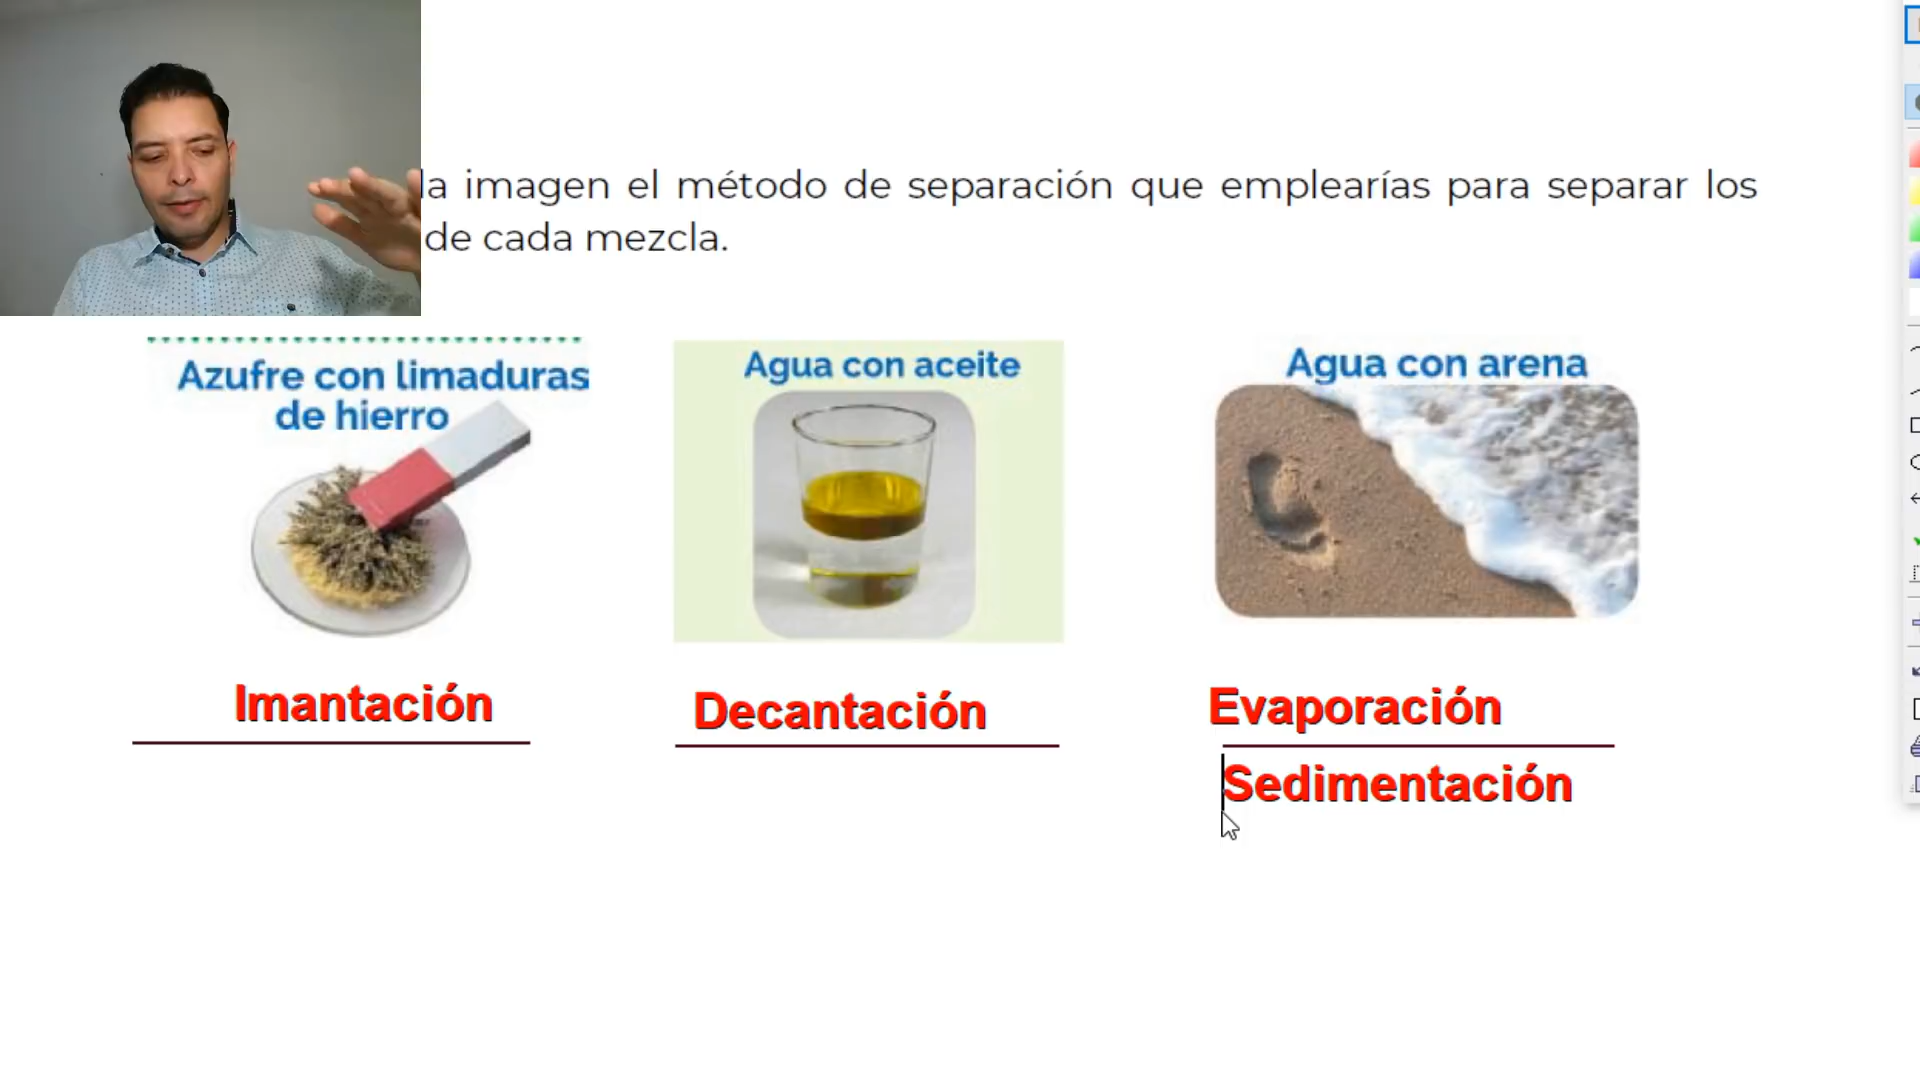 la imagen el método de separación que emplearías para separar los
de cada mezcla.
Azufre con limaduras
de hierro
Agua con aceite
Agua con arena
Imantación
Decantación
Evaporación
Sedimentación